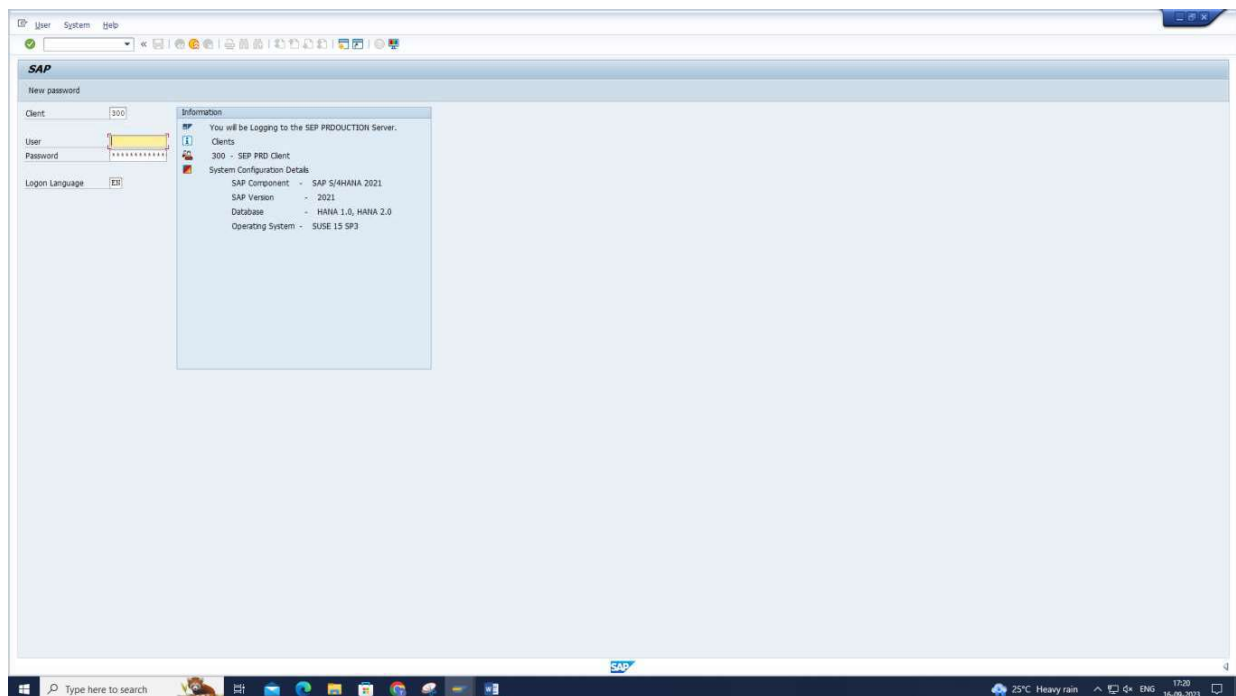 User System Help
SAP
New password
Client 300
User
Password ************
Logon Language EN
Information
You will be Logging to the SEP PRDOUCTION Server.
Clients
300 - SEP PRD Client
System Configuration Details
SAP Component - SAP S/4HANA 2021
SAP Version - 2021
Database - HANA 1.0, HANA 2.0
Operating System - SUSE 15 SP3
SAP
Type here to search
25°C Heavy rain
ENG
17:20
16-09-2023